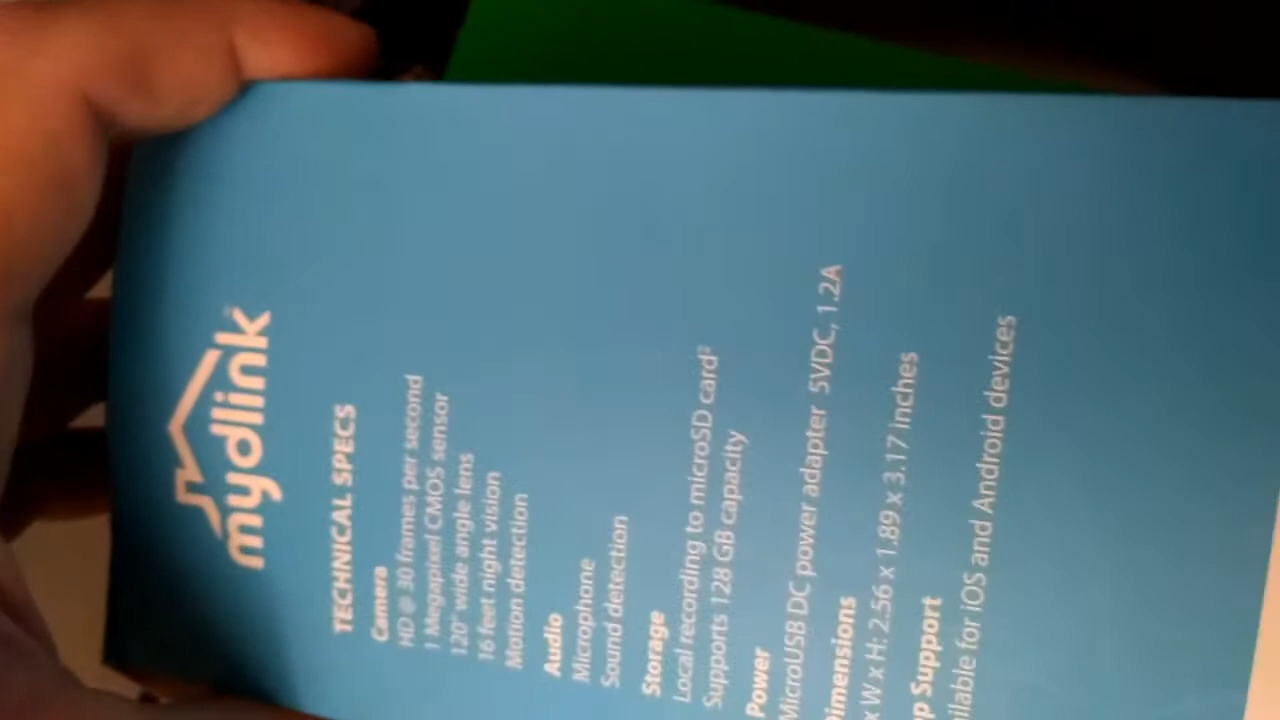 mydlink
TECHNICAL SPECS
Camera
HD @ 30 frames per second
1 Megapixel CMOS sensor
120° wide angle lens
16 feet night vision
Motion detection
Audio
Microphone
Sound detection
Storage
Local recording to microSD card‡
Supports 128 GB capacity
Power
MicroUSB DC power adapter 5VDC, 1.2A
Dimensions
x W x H: 2.56 x 1.89 x 3.17 inches
pp Support
ilable for iOS and Android devices